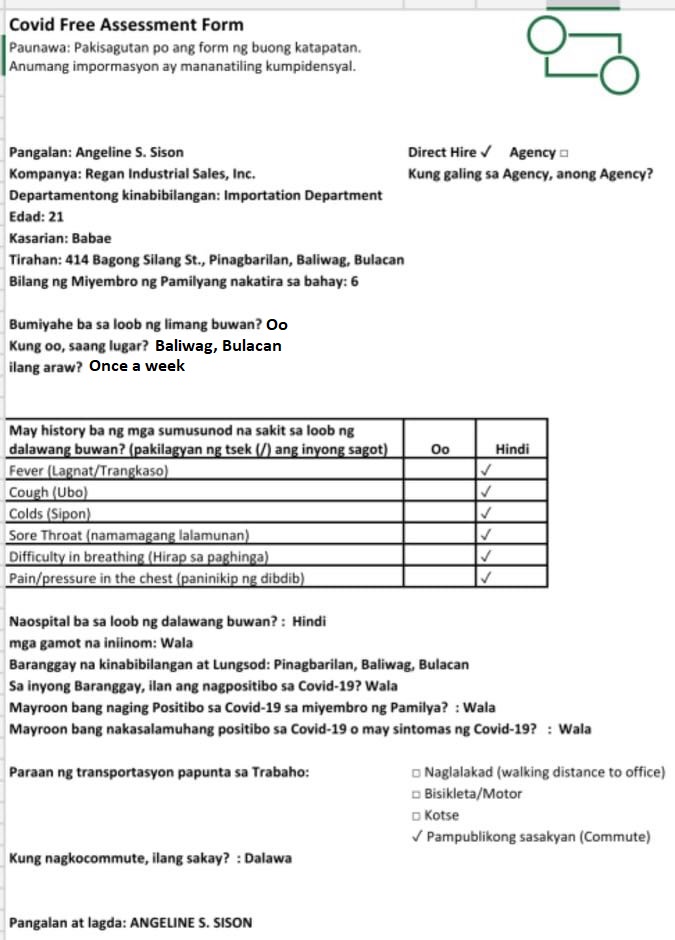 Covid Free Assessment Form
Paunawa: Pakisagutan po ang form ng buong katapatan.
Anumang impormasyon ay mananatiling kumpidensyal.
Pangalan: Angeline S. Sison
Direct Hire ✓ Agency □
Kompanya: Regan Industrial Sales, Inc.
Kung galing sa Agency, anong Agency?
Departamentong kinabibilangan: Importation Department
Edad: 21
Kasarian: Babae
Tirahan: 414 Bagong Silang St., Pinagbarilan, Baliwag, Bulacan
Bilang ng Miyembro ng Pamilyang nakatira sa bahay: 6
Bumiyahe ba sa loob ng limang buwan? Oo
Kung oo, saang lugar? Baliwag, Bulacan
ilang araw? Once a week
May history ba ng mga sumusunod na sakit sa loob ng
dalawang buwan? (pakilagyan ng tsek (/) ang inyong sagot) Oo Hindi
Fever (Lagnat/Trangkaso) ✓
Cough (Ubo) ✓
Colds (Sipon) ✓
Sore Throat (namamagang lalamunan) ✓
Difficulty in breathing (Hirap sa paghinga) ✓
Pain/pressure in the chest (paninikip ng dibdib) ✓
Naospital ba sa loob ng dalawang buwan? : Hindi
mga gamot na iniinom: Wala
Baranggay na kinabibilangan at Lungsod: Pinagbarilan, Baliwag, Bulacan
Sa inyong Baranggay, ilan ang nagpositibo sa Covid-19? Wala
Mayroon bang naging Positibo sa Covid-19 sa miyembro ng Pamilya? : Wala
Mayroon bang nakasalamuhang positibo sa Covid-19 o may sintomas ng Covid-19? : Wala
Paraan ng transportasyon papunta sa Trabaho:
□ Naglalakad (walking distance to office)
□ Bisikleta/Motor
□ Kotse
✓ Pampublikong sasakyan (Commute)
Kung nagkocommute, ilang sakay? : Dalawa
Pangalan at lagda: ANGELINE S. SISON